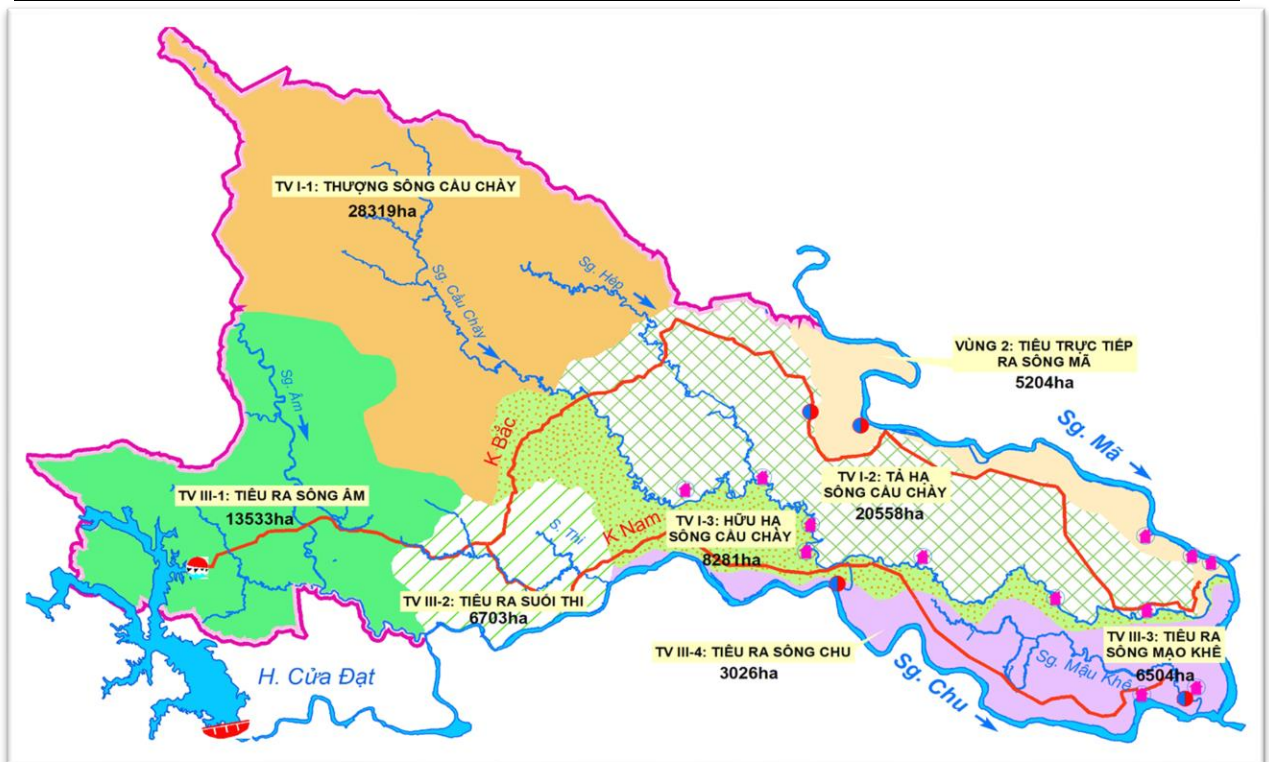 TV I-1: THƯỢNG SÔNG CẦU CHÀY
28319ha
Sg. Cầu Chày
Sg. Hép
VÙNG 2: TIÊU TRỰC TIẾP
RA SÔNG MÃ
5204ha
Sg. Mã
Sg. Âm
K Bắc
TV I-2: TẢ HẠ
SÔNG CẦU CHÀY
20558ha
TV III-1: TIÊU RA SÔNG ÂM
13533ha
S. Thi
K Nam
TV I-3: HỮU HẠ
SÔNG CẦU CHÀY
8281ha
TV III-2: TIÊU RA SUỐI THI
6703ha
TV III-4: TIÊU RA SÔNG CHU
3026ha
TV III-3: TIÊU RA
SÔNG MẠO KHÊ
6504ha
Sg. Mậu Khê
H. Cửa Đạt
Sg. Chu